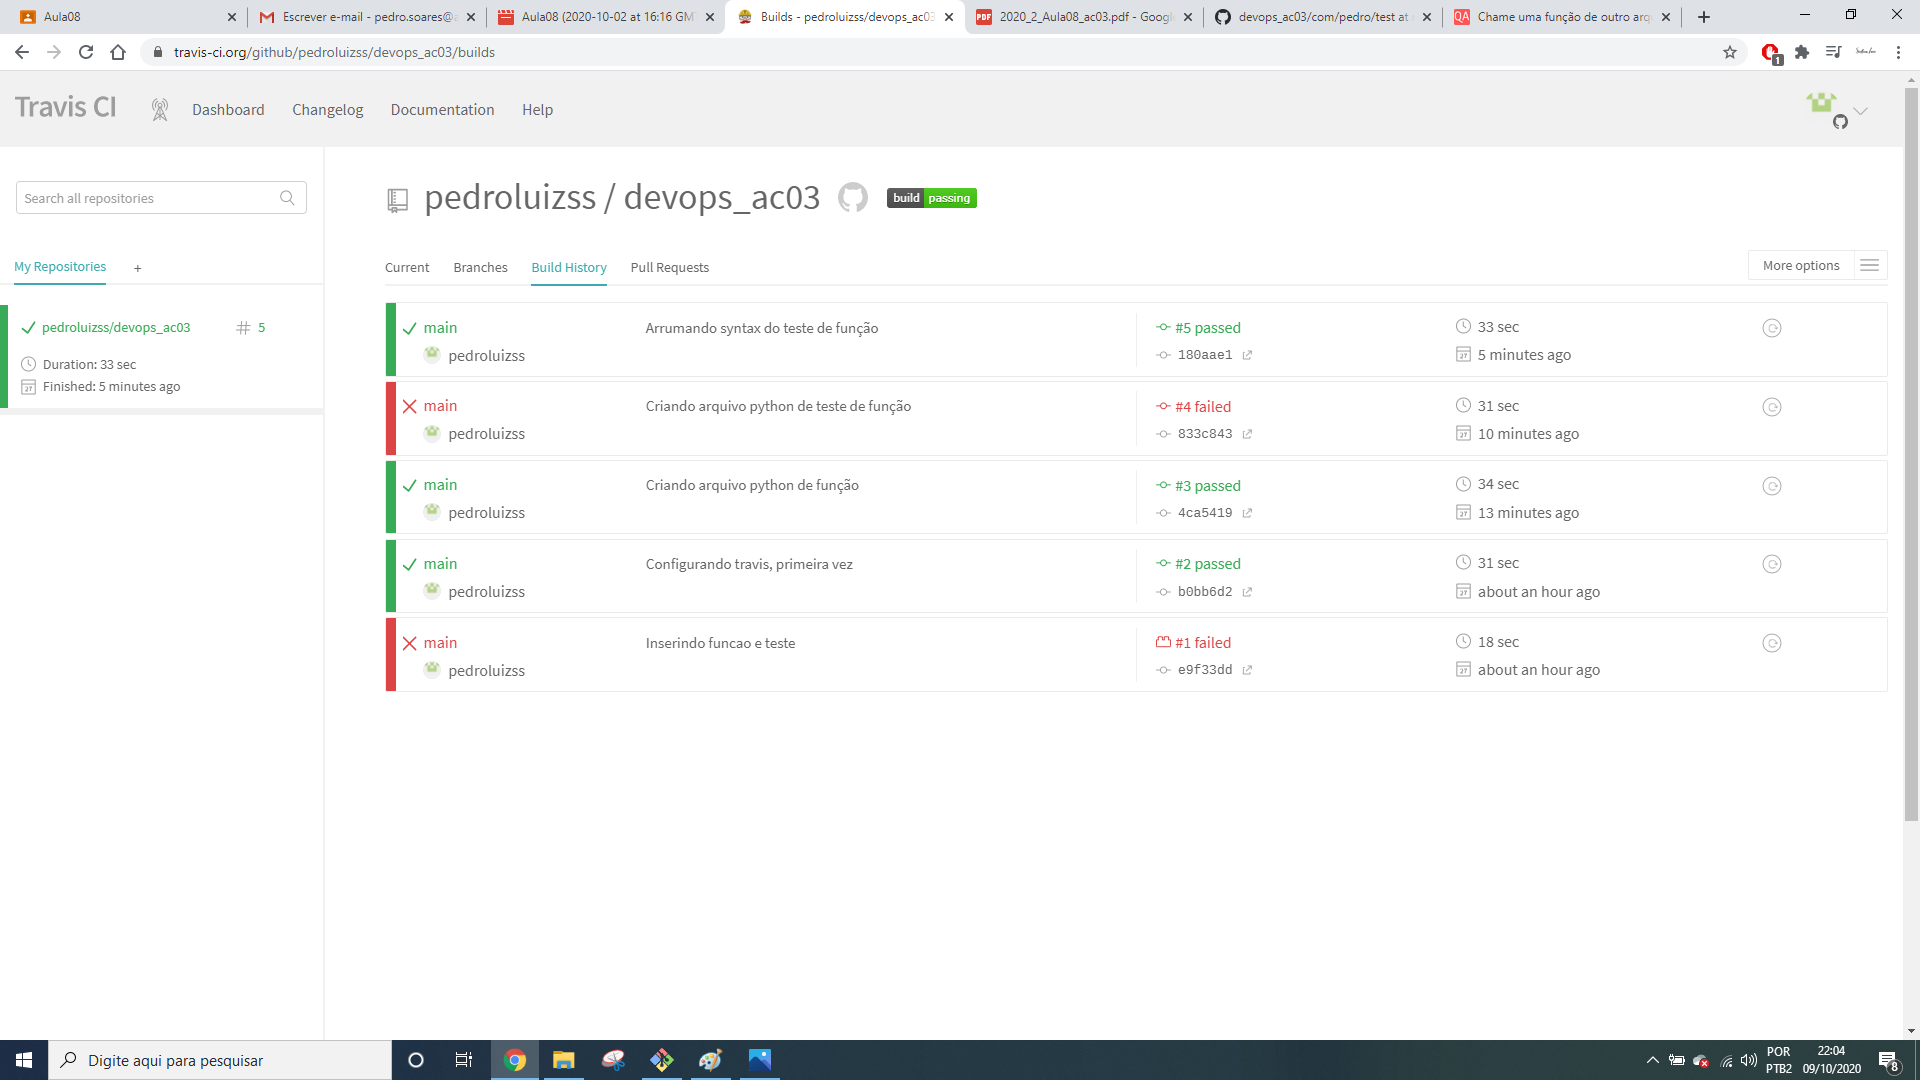 Aula08
Escrever e-mail - pedro.soares@a
Aula08 (2020-10-02 at 16:16 GMT
Builds - pedroluizss/devops_ac03
2020_2_Aula08_ac03.pdf - Google
devops_ac03/com/pedro/test at
Chame uma função de outro arq
travis-ci.org/github/pedroluizss/devops_ac03/builds
1
Travis CI
Dashboard
Changelog
Documentation
Help
Search all repositories
pedroluizss / devops_ac03
build passing
My Repositories
+
Current
Branches
Build History
Pull Requests
More options
pedroluizss/devops_ac03
# 5
Duration: 33 sec
Finished: 5 minutes ago
main
Arrumando syntax do teste de função
#5 passed
33 sec
pedroluizss
180aae1
5 minutes ago
main
Criando arquivo python de teste de função
#4 failed
31 sec
pedroluizss
833c843
10 minutes ago
main
Criando arquivo python de função
#3 passed
34 sec
pedroluizss
4ca5419
13 minutes ago
main
Configurando travis, primeira vez
#2 passed
31 sec
pedroluizss
b0bb6d2
about an hour ago
main
Inserindo funcao e teste
#1 failed
18 sec
pedroluizss
e9f33dd
about an hour ago
Digite aqui para pesquisar
POR
PTB2
22:04
09/10/2020
8